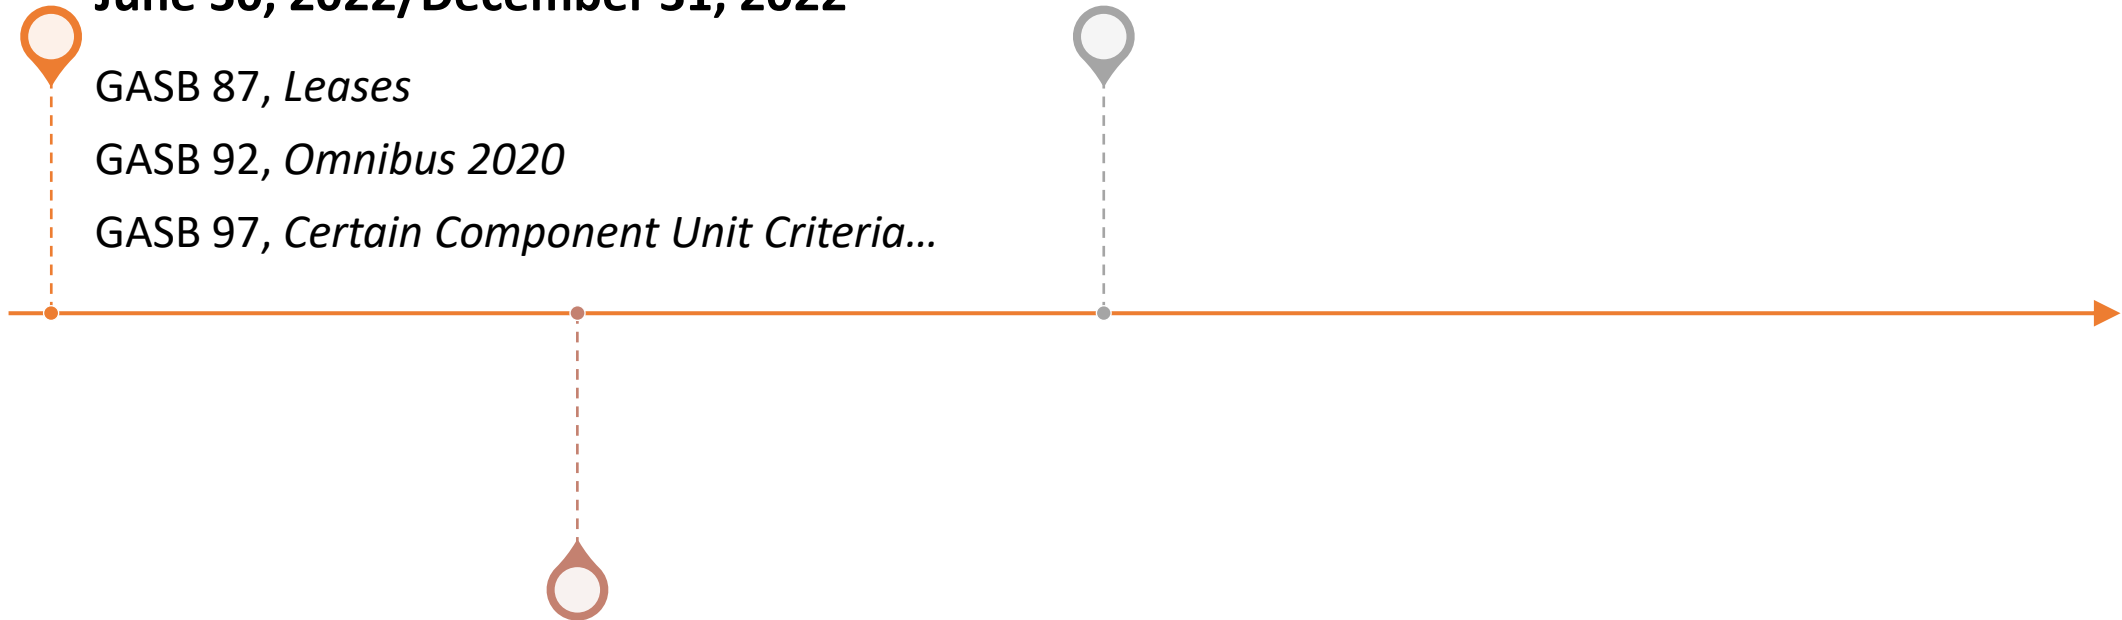 June 30, 2022/December 31, 2022
GASB 87, Leases
GASB 92, Omnibus 2020
GASB 97, Certain Component Unit Criteria...